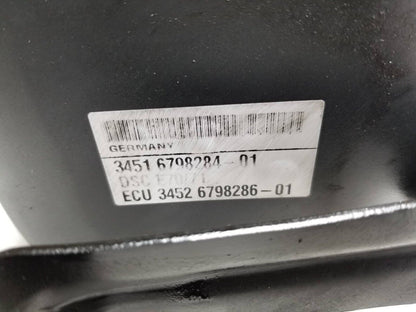 GERMANY
3451 6798284-01
DSC E70/71
ECU 3452 6798286-01